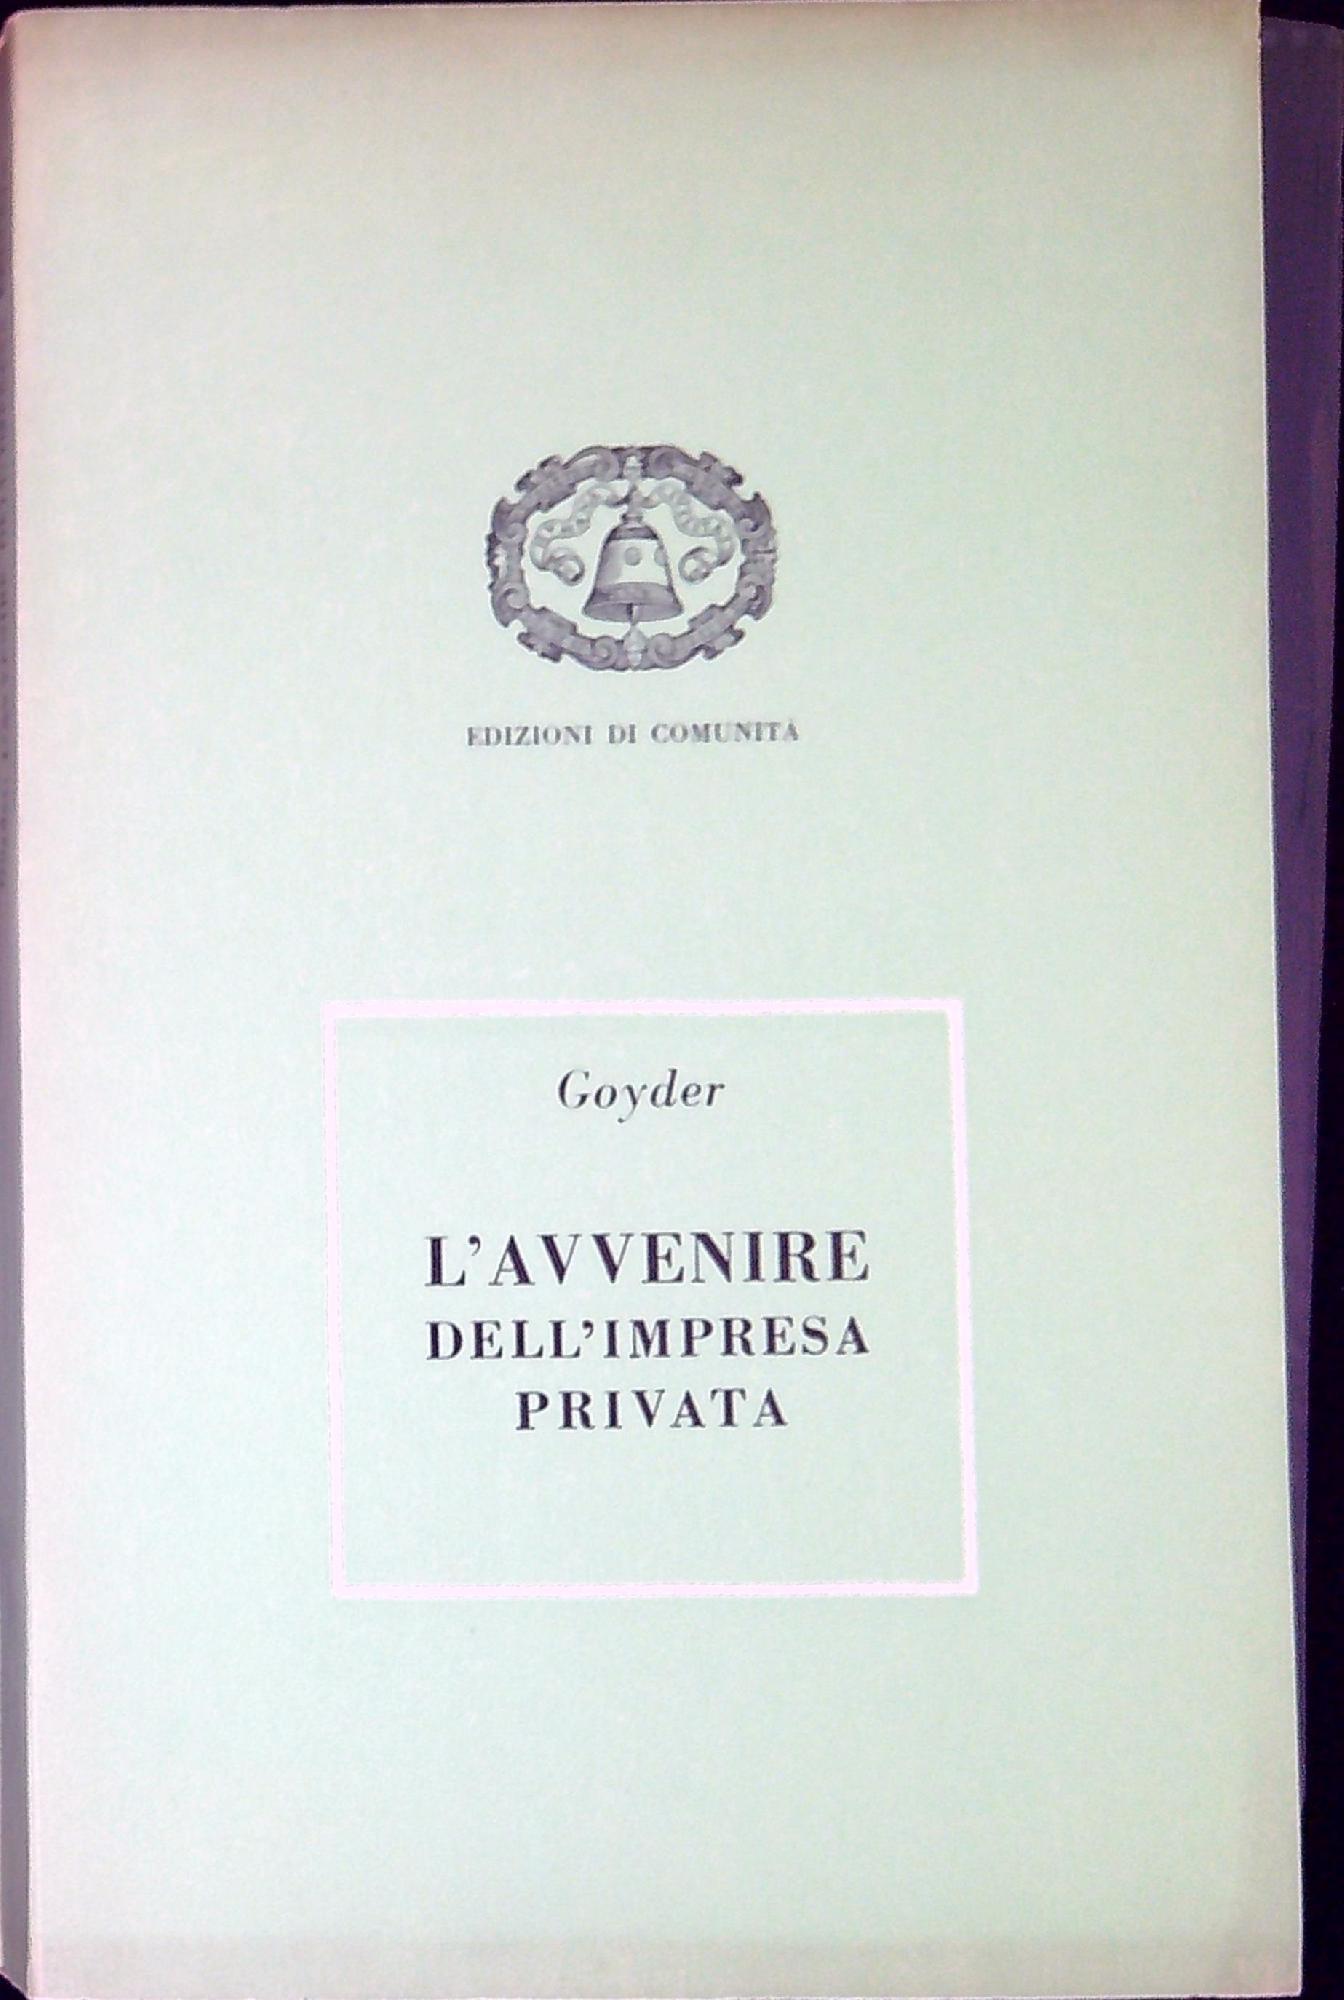 EDIZIONI DI COMUNITÀ
Goyder
L'AVVENIRE
DELL'IMPRESA
PRIVATA